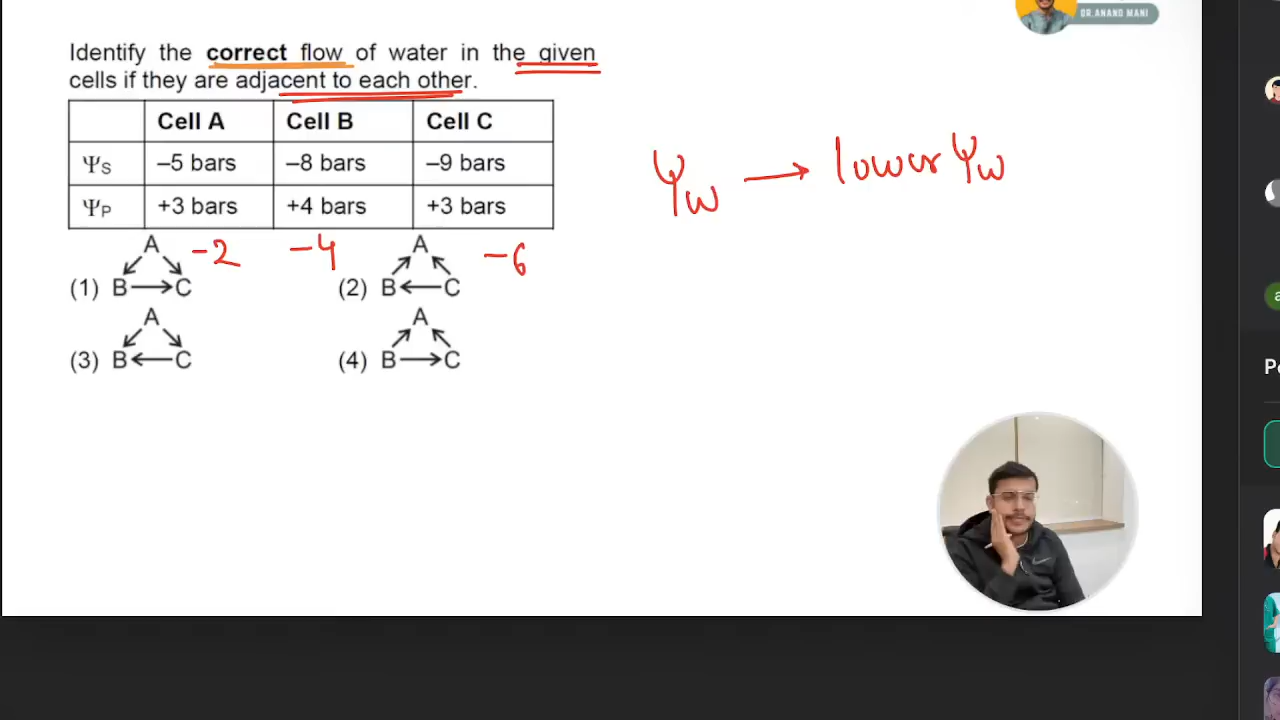 DR.ANAND MANI
Identify the correct flow of water in the given
cells if they are adjacent to each other.
Cell A Cell B Cell C
ΨS –5 bars –8 bars –9 bars
ΨP +3 bars +4 bars +3 bars
-2 -4 -6
Ψw → lower Ψw
A
(1) B → C
A
(2) B ← C
A
(3) B ← C
A
(4) B → C
a
Po